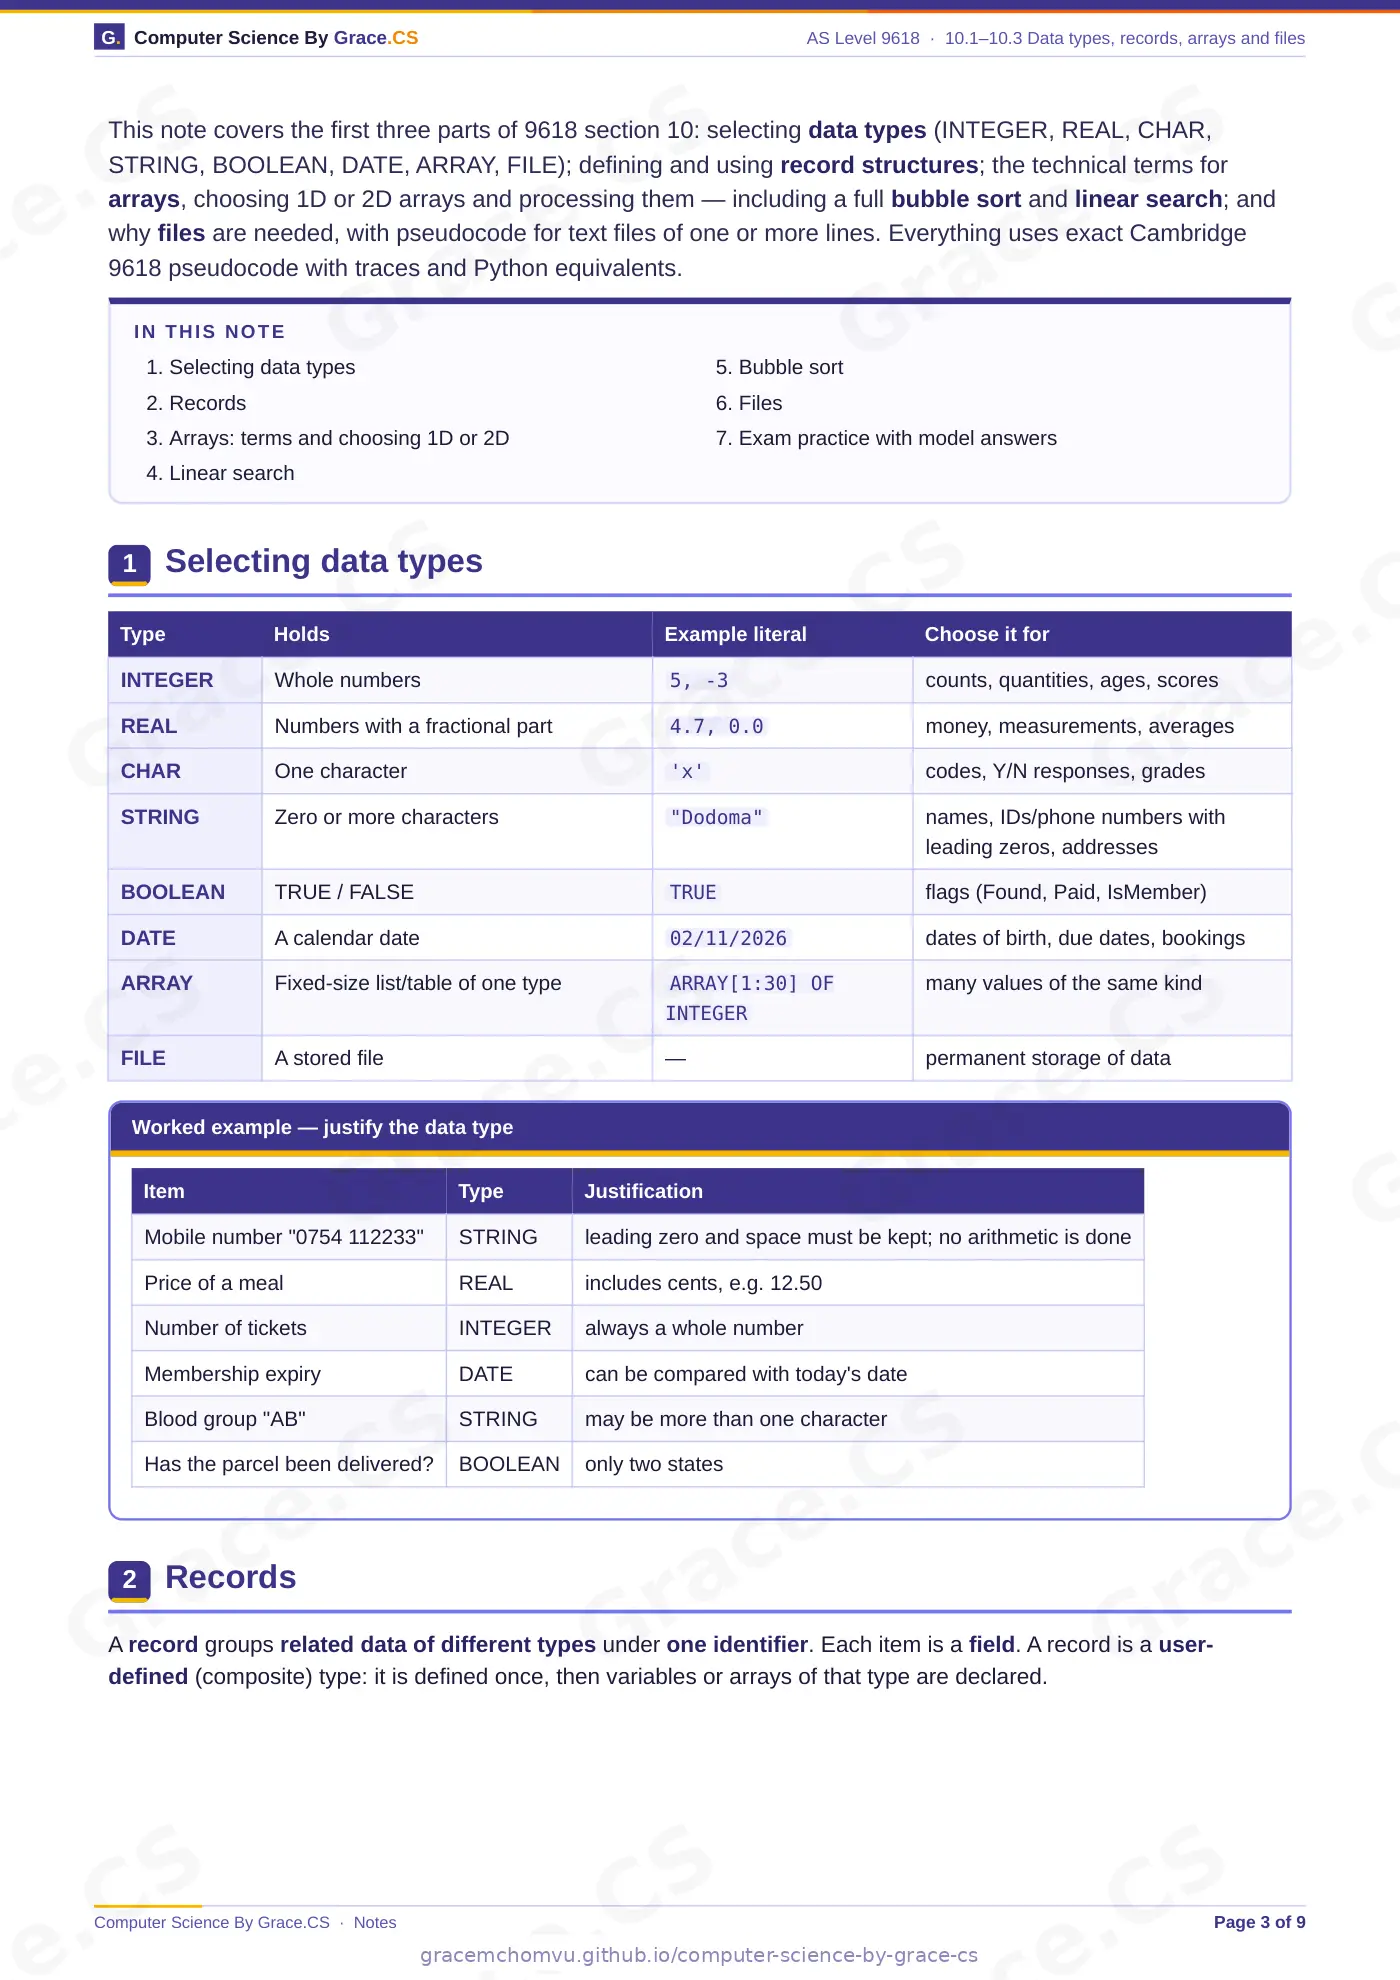 G. Computer Science By Grace.CS
AS Level 9618 · 10.1–10.3 Data types, records, arrays and files
This note covers the first three parts of 9618 section 10: selecting data types (INTEGER, REAL, CHAR,
STRING, BOOLEAN, DATE, ARRAY, FILE); defining and using record structures; the technical terms for
arrays, choosing 1D or 2D arrays and processing them — including a full bubble sort and linear search; and
why files are needed, with pseudocode for text files of one or more lines. Everything uses exact Cambridge
9618 pseudocode with traces and Python equivalents.
IN THIS NOTE
1. Selecting data types
2. Records
3. Arrays: terms and choosing 1D or 2D
4. Linear search
5. Bubble sort
6. Files
7. Exam practice with model answers
1 Selecting data types
Type Holds Example literal Choose it for
INTEGER Whole numbers 5, -3 counts, quantities, ages, scores
REAL Numbers with a fractional part 4.7, 0.0 money, measurements, averages
CHAR One character 'x' codes, Y/N responses, grades
STRING Zero or more characters "Dodoma" names, IDs/phone numbers with
leading zeros, addresses
BOOLEAN TRUE / FALSE TRUE flags (Found, Paid, IsMember)
DATE A calendar date 02/11/2026 dates of birth, due dates, bookings
ARRAY Fixed-size list/table of one type ARRAY[1:30] OF many values of the same kind
INTEGER
FILE A stored file — permanent storage of data
Worked example — justify the data type
Item Type Justification
Mobile number "0754 112233" STRING leading zero and space must be kept; no arithmetic is done
Price of a meal REAL includes cents, e.g. 12.50
Number of tickets INTEGER always a whole number
Membership expiry DATE can be compared with today's date
Blood group "AB" STRING may be more than one character
Has the parcel been delivered? BOOLEAN only two states
2 Records
A record groups related data of different types under one identifier. Each item is a field. A record is a user-
defined (composite) type: it is defined once, then variables or arrays of that type are declared.
Computer Science By Grace.CS · Notes
Page 3 of 9
gracemchomvu.github.io/computer-science-by-grace-cs